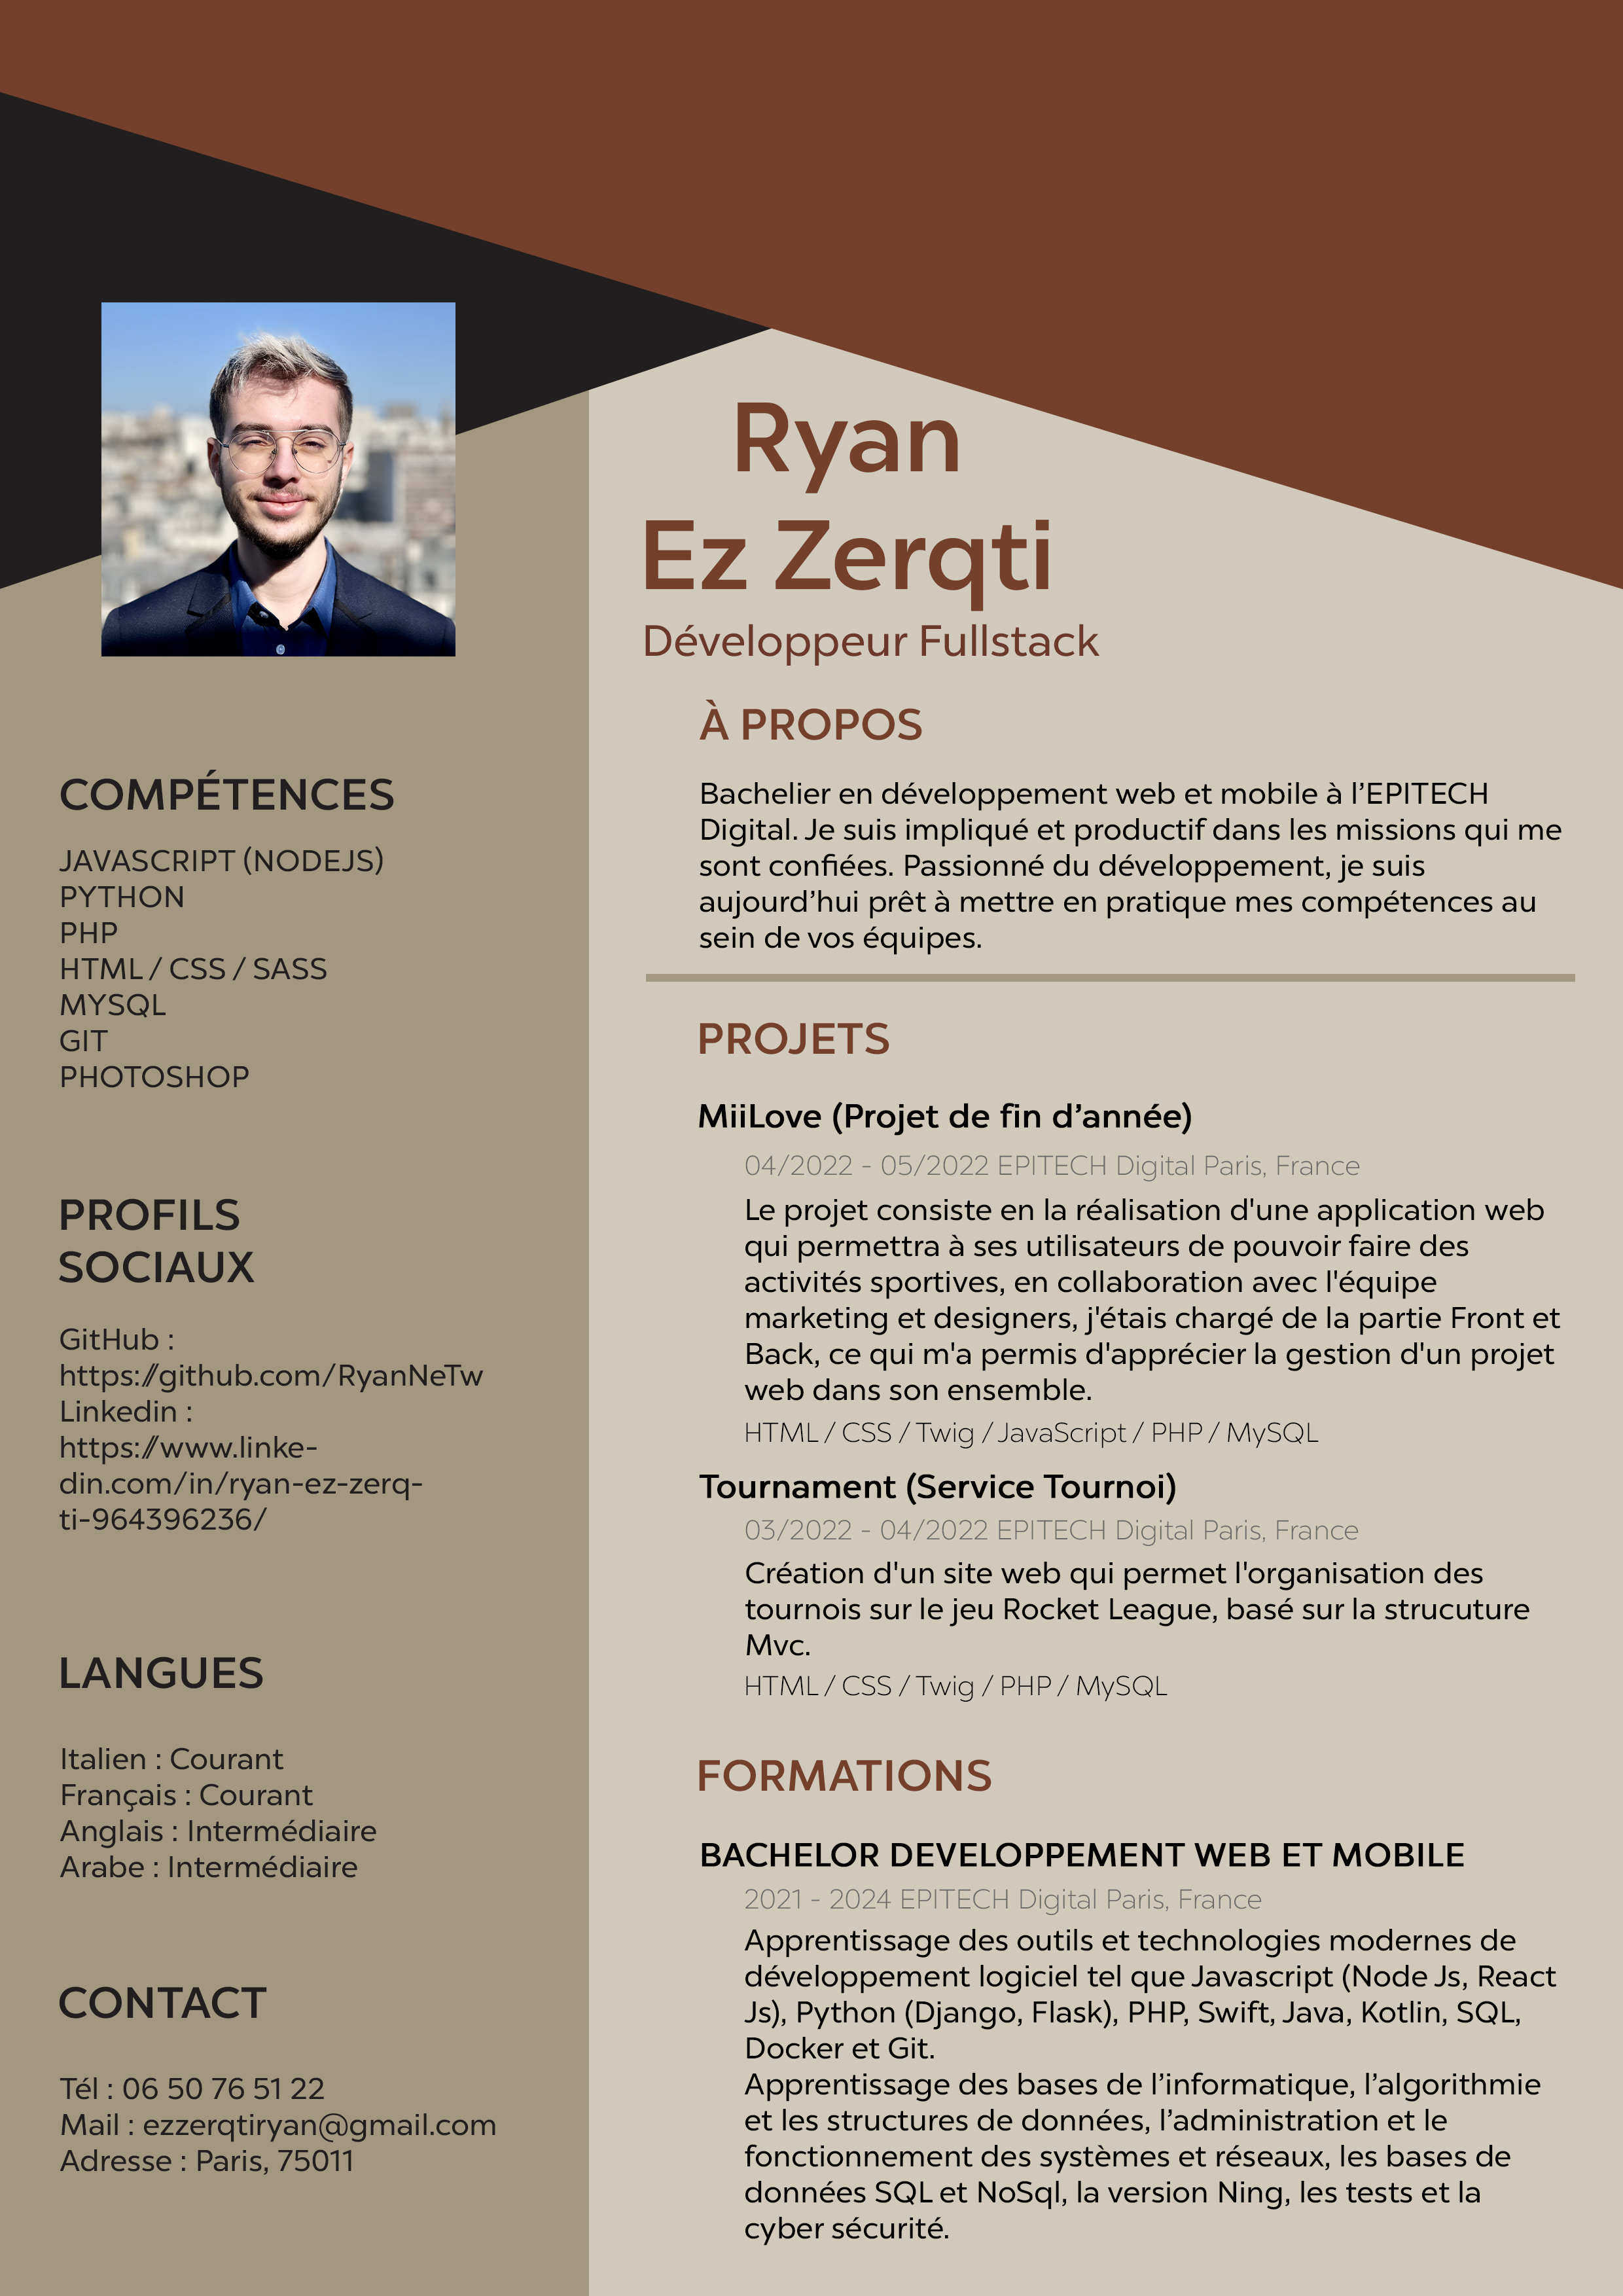 Ryan
Ez Zerqti
Développeur Fullstack
À PROPOS
Bachelier en développement web et mobile à l’EPITECH
Digital. Je suis impliqué et productif dans les missions qui me
sont confiées. Passionné du développement, je suis
aujourd’hui prêt à mettre en pratique mes compétences au
sein de vos équipes.
PROJETS
MiiLove (Projet de fin d’année)
04/2022 - 05/2022 EPITECH Digital Paris, France
Le projet consiste en la réalisation d'une application web
qui permettra à ses utilisateurs de pouvoir faire des
activités sportives, en collaboration avec l'équipe
marketing et designers, j'étais chargé de la partie Front et
Back, ce qui m'a permis d'apprécier la gestion d'un projet
web dans son ensemble.
HTML / CSS / Twig / JavaScript / PHP / MySQL
Tournament (Service Tournoi)
03/2022 - 04/2022 EPITECH Digital Paris, France
Création d'un site web qui permet l'organisation des
tournois sur le jeu Rocket League, basé sur la strucuture
Mvc.
HTML / CSS / Twig / PHP / MySQL
FORMATIONS
BACHELOR DEVELOPPEMENT WEB ET MOBILE
2021 - 2024 EPITECH Digital Paris, France
Apprentissage des outils et technologies modernes de
développement logiciel tel que Javascript (Node Js, React
Js), Python (Django, Flask), PHP, Swift, Java, Kotlin, SQL,
Docker et Git.
Apprentissage des bases de l’informatique, l’algorithmie
et les structures de données, l’administration et le
fonctionnement des systèmes et réseaux, les bases de
données SQL et NoSql, la version Ning, les tests et la
cyber sécurité.
COMPÉTENCES
JAVASCRIPT (NODEJS)
PYTHON
PHP
HTML / CSS / SASS
MYSQL
GIT
PHOTOSHOP
PROFILS
SOCIAUX
GitHub :
https://github.com/RyanNeTw
Linkedin :
https://www.linke-
din.com/in/ryan-ez-zerq-
ti-964396236/
LANGUES
Italien : Courant
Français : Courant
Anglais : Intermédiaire
Arabe : Intermédiaire
CONTACT
Tél : 06 50 76 51 22
Mail : ezzerqtiryan@gmail.com
Adresse : Paris, 75011